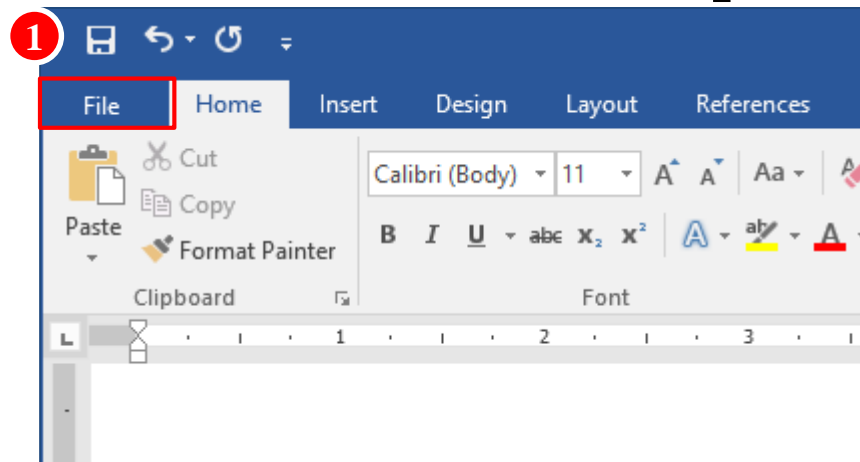 1
File Home Insert Design Layout References
Cut
Calibri (Body) 11 A A Aa
Copy
Paste
B I U abc X₂ X² A ab A
Format Painter
Clipboard Font
L 1 2 3